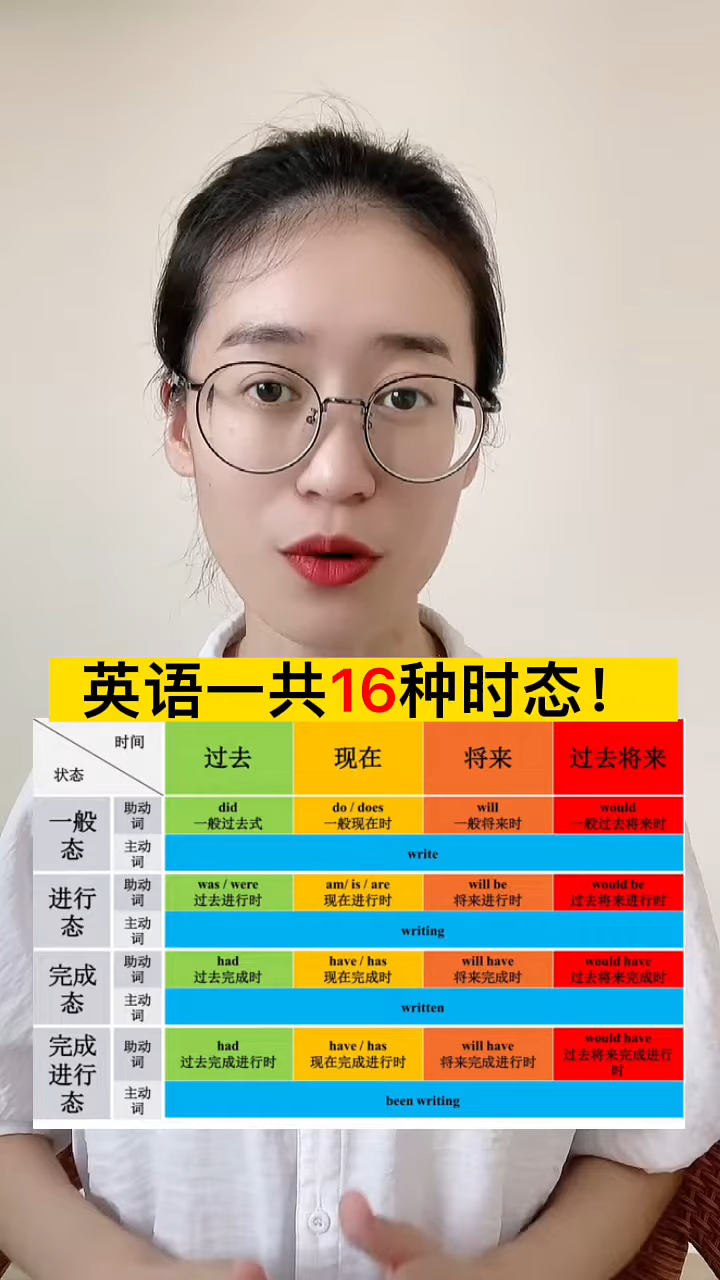 英语一共16种时态！
时间
状态
过去 现在 将来 过去将来
一般态 助动词 did 一般过去式 do / does 一般现在时 will 一般将来时 would 一般过去将来时
主动词 write
进行态 助动词 was / were 过去进行时 am/ is / are 现在进行时 will be 将来进行时 would be 过去将来进行时
主动词 writing
完成态 助动词 had 过去完成时 have / has 现在完成时 will have 将来完成时 would have 过去将来完成时
主动词 written
完成进行态 助动词 had 过去完成进行时 have / has 现在完成进行时 will have 将来完成进行时 would have 过去将来完成进行时
主动词 been writing